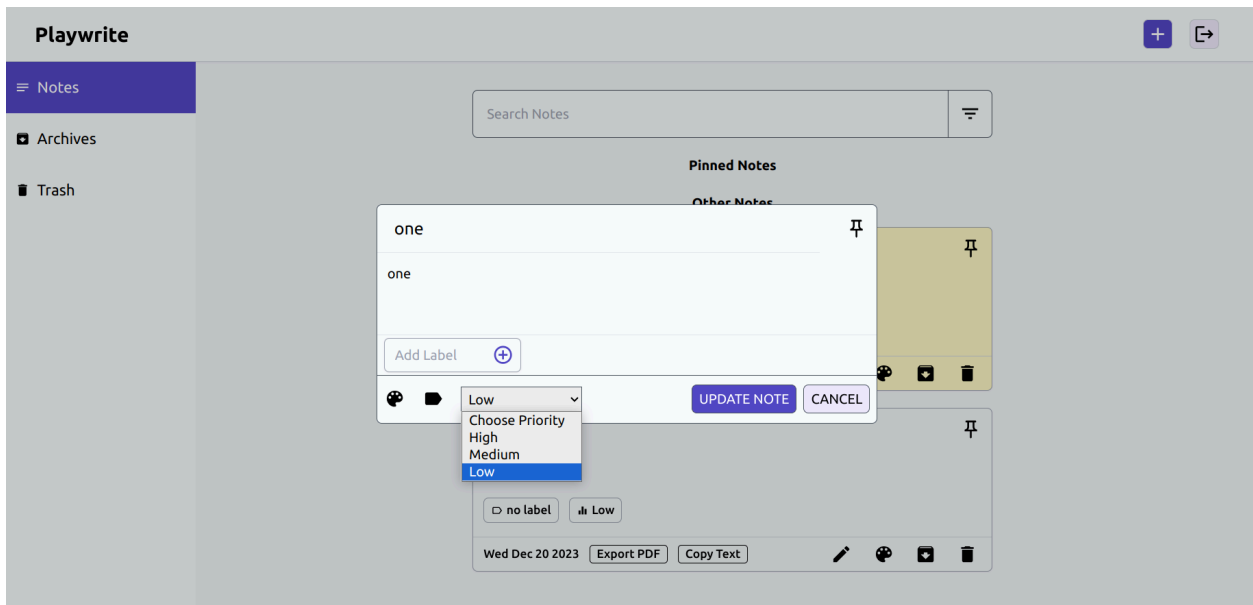 Playwrite
Notes
Archives
Trash
Search Notes
Pinned Notes
Other Notes
one
one
Add Label
Low
UPDATE NOTE
CANCEL
Choose Priority
High
Medium
Low
no label
Low
Wed Dec 20 2023
Export PDF
Copy Text